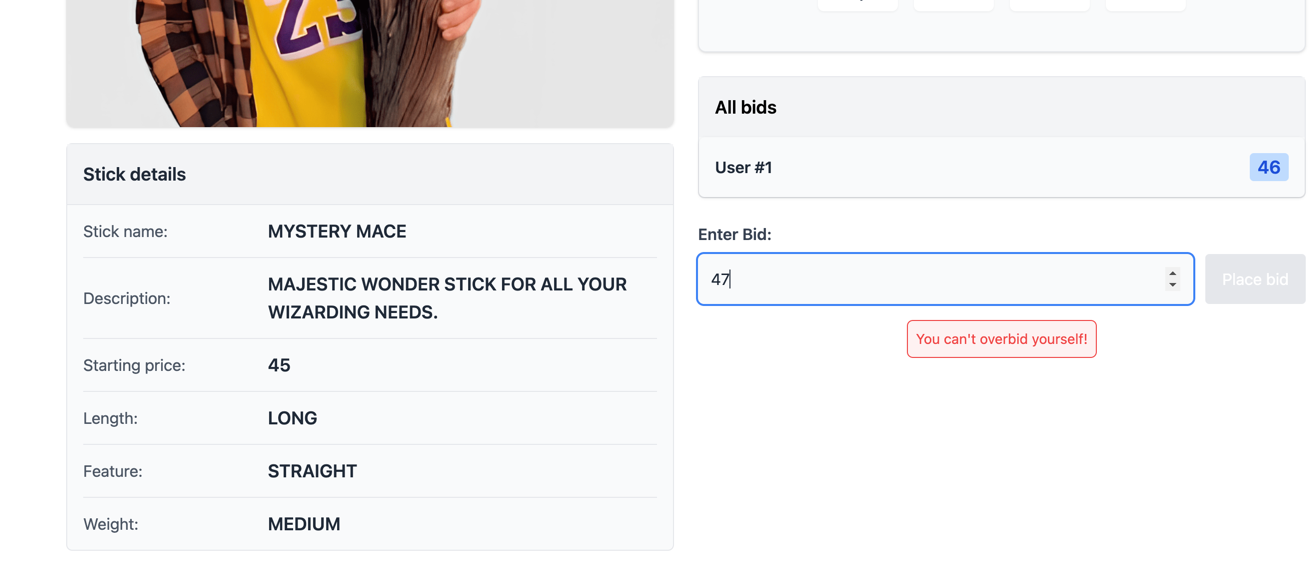 23
Stick details
Stick name:
MYSTERY MACE
Description:
MAJESTIC WONDER STICK FOR ALL YOUR
WIZARDING NEEDS.
Starting price:
45
Length:
LONG
Feature:
STRAIGHT
Weight:
MEDIUM
All bids
User #1
46
Enter Bid:
47
Place bid
You can't overbid yourself!